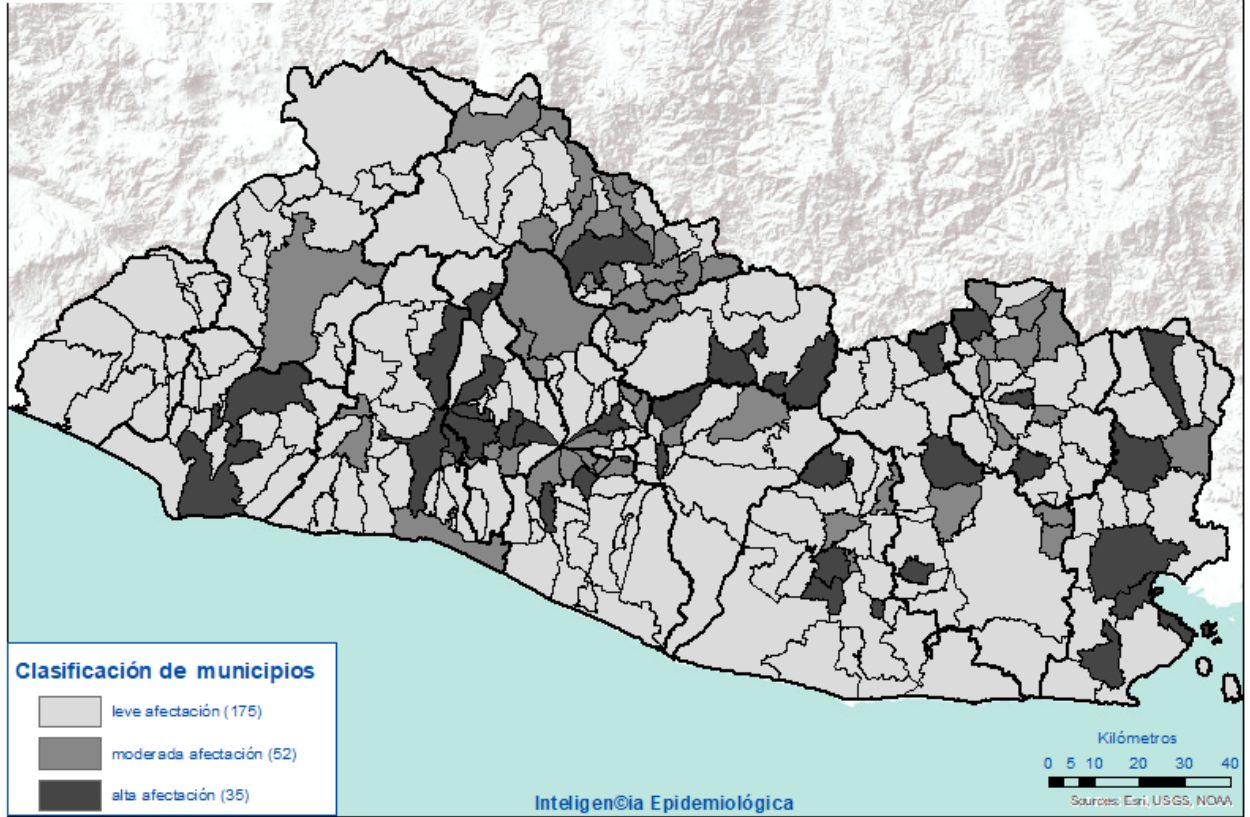 Clasificación de municipios
leve afectación (175)
moderada afectación (52)
alta afectación (35)
Inteligen©ia Epidemiológica
Kilómetros
0 5 10 20 30 40
Sources: Esri, USGS, NOAA